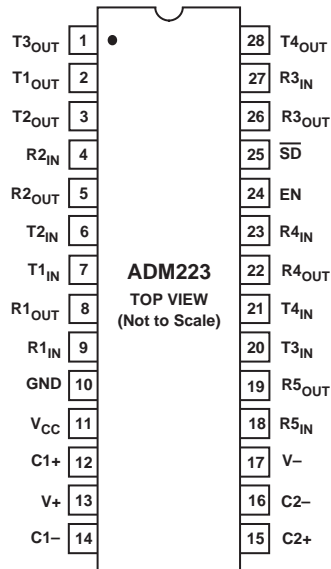 T3OUT 1 28 T4OUT
T1OUT 2 27 R3IN
T2OUT 3 26 R3OUT
R2IN 4 25 S̅D̅
R2OUT 5 24 EN
T2IN 6 23 R4IN
T1IN 7 ADM223 22 R4OUT
TOP VIEW
R1OUT 8 (Not to Scale) 21 T4IN
R1IN 9 20 T3IN
GND 10 19 R5OUT
VCC 11 18 R5IN
C1+ 12 17 V–
V+ 13 16 C2–
C1– 14 15 C2+